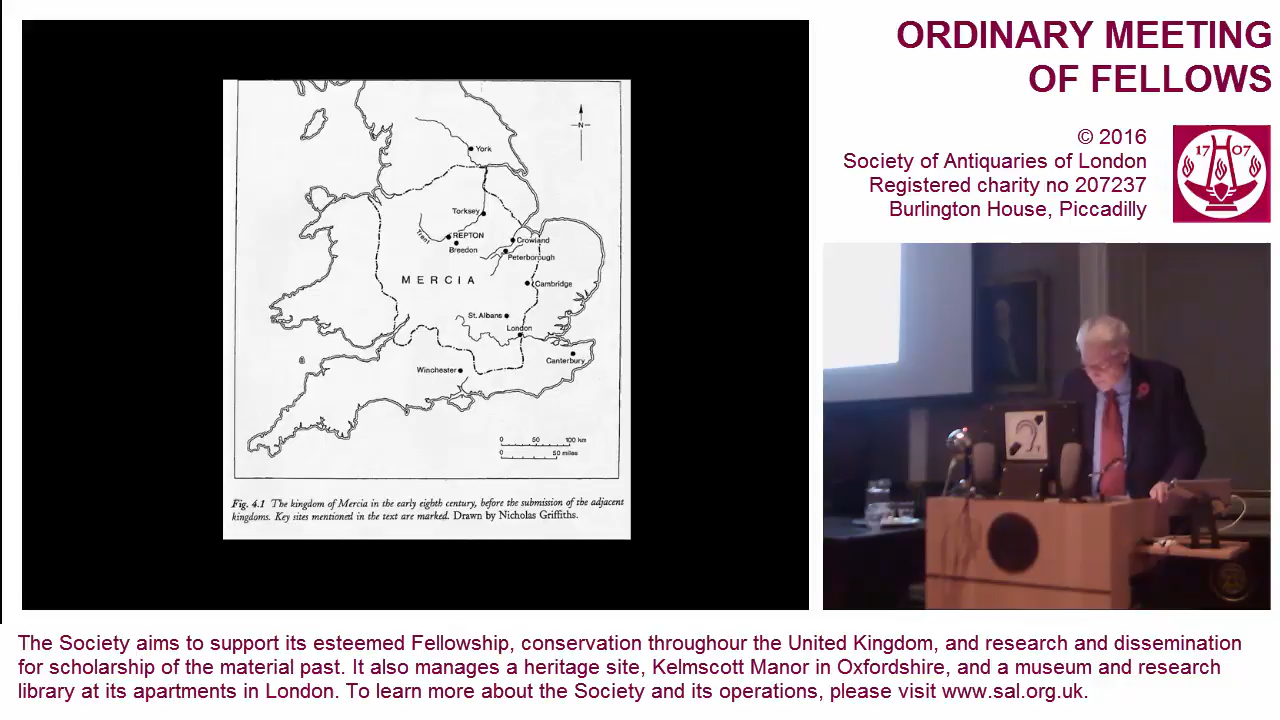 ORDINARY MEETING
OF FELLOWS
© 2016
Society of Antiquaries of London
Registered charity no 207237
Burlington House, Piccadilly
17 07
N
York
Torksey
Trent
REPTON
Breedon
Crowland
Peterborough
MERCIA
Cambridge
St. Albans
London
Canterbury
Winchester
0 50 100 km
0 50 miles
Fig. 4.1 The kingdom of Mercia in the early eighth century, before the submission of the adjacent
kingdoms. Key sites mentioned in the text are marked. Drawn by Nicholas Griffiths.
The Society aims to support its esteemed Fellowship, conservation throughour the United Kingdom, and research and dissemination
for scholarship of the material past. It also manages a heritage site, Kelmscott Manor in Oxfordshire, and a museum and research
library at its apartments in London. To learn more about the Society and its operations, please visit www.sal.org.uk.